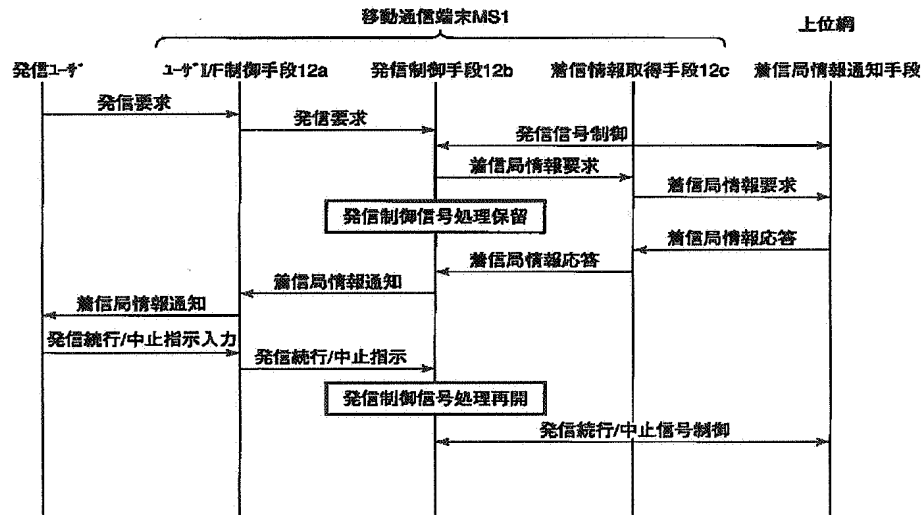 移動通信端末MS1
上位網
発信ユーザ
ユーザI/F制御手段12a
発信制御手段12b
着信情報取得手段12c
着信局情報通知手段
発信要求
発信要求
発信信号制御
着信局情報要求
着信局情報要求
発信制御信号処理保留
着信局情報応答
着信局情報応答
着信局情報通知
着信局情報通知
発信続行/中止指示入力
発信続行/中止指示
発信制御信号処理再開
発信続行/中止信号制御